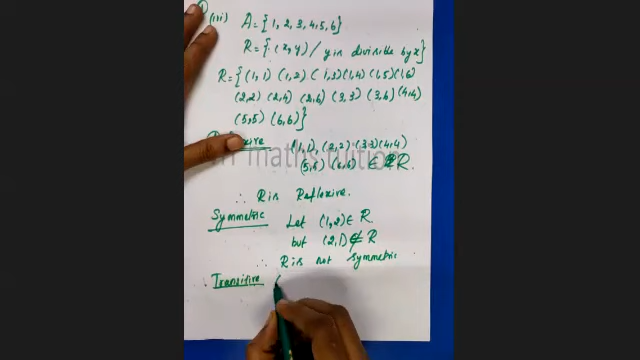 (iii) A = {1, 2, 3, 4, 5, 6}
R = {(x, y) / y is divisible by x}
R = {(1, 1) (1, 2) (1, 3) (1, 4) (1, 5) (1, 6)
(2, 2) (2, 4) (2, 6) (3, 3) (3, 6) (4, 4)
(5, 5) (6, 6)}
(1, 1), (2, 2) (3 3) (4, 4)
(5, 5) (6, 6) ∈ R.
maths tuition
∴ R is Reflexive.
Symmetric Let (1, 2) ∈ R
but (2, 1) ∉ R
∴ R is not symmetric
Transitive (